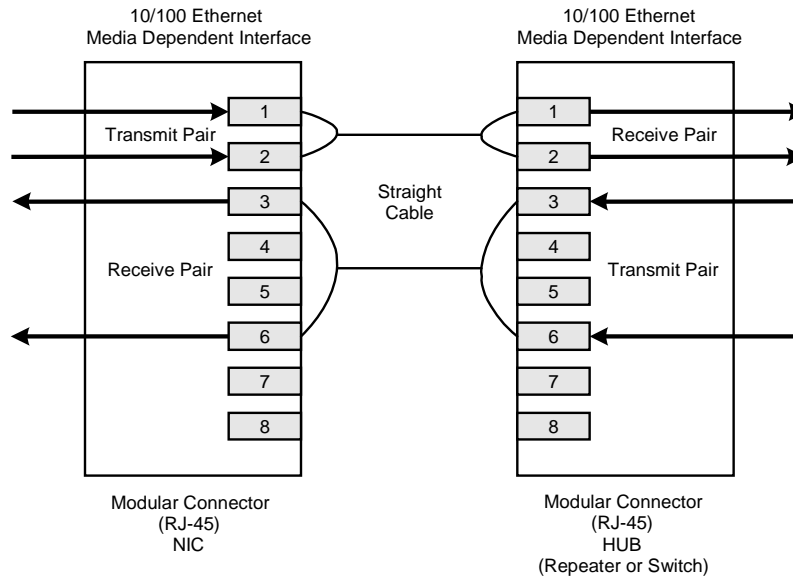 10/100 Ethernet
Media Dependent Interface
10/100 Ethernet
Media Dependent Interface
1
Transmit Pair
2
3
4
Receive Pair
5
6
7
8
Straight
Cable
1
Receive Pair
2
3
4
Transmit Pair
5
6
7
8
Modular Connector
(RJ-45)
NIC
Modular Connector
(RJ-45)
HUB
(Repeater or Switch)